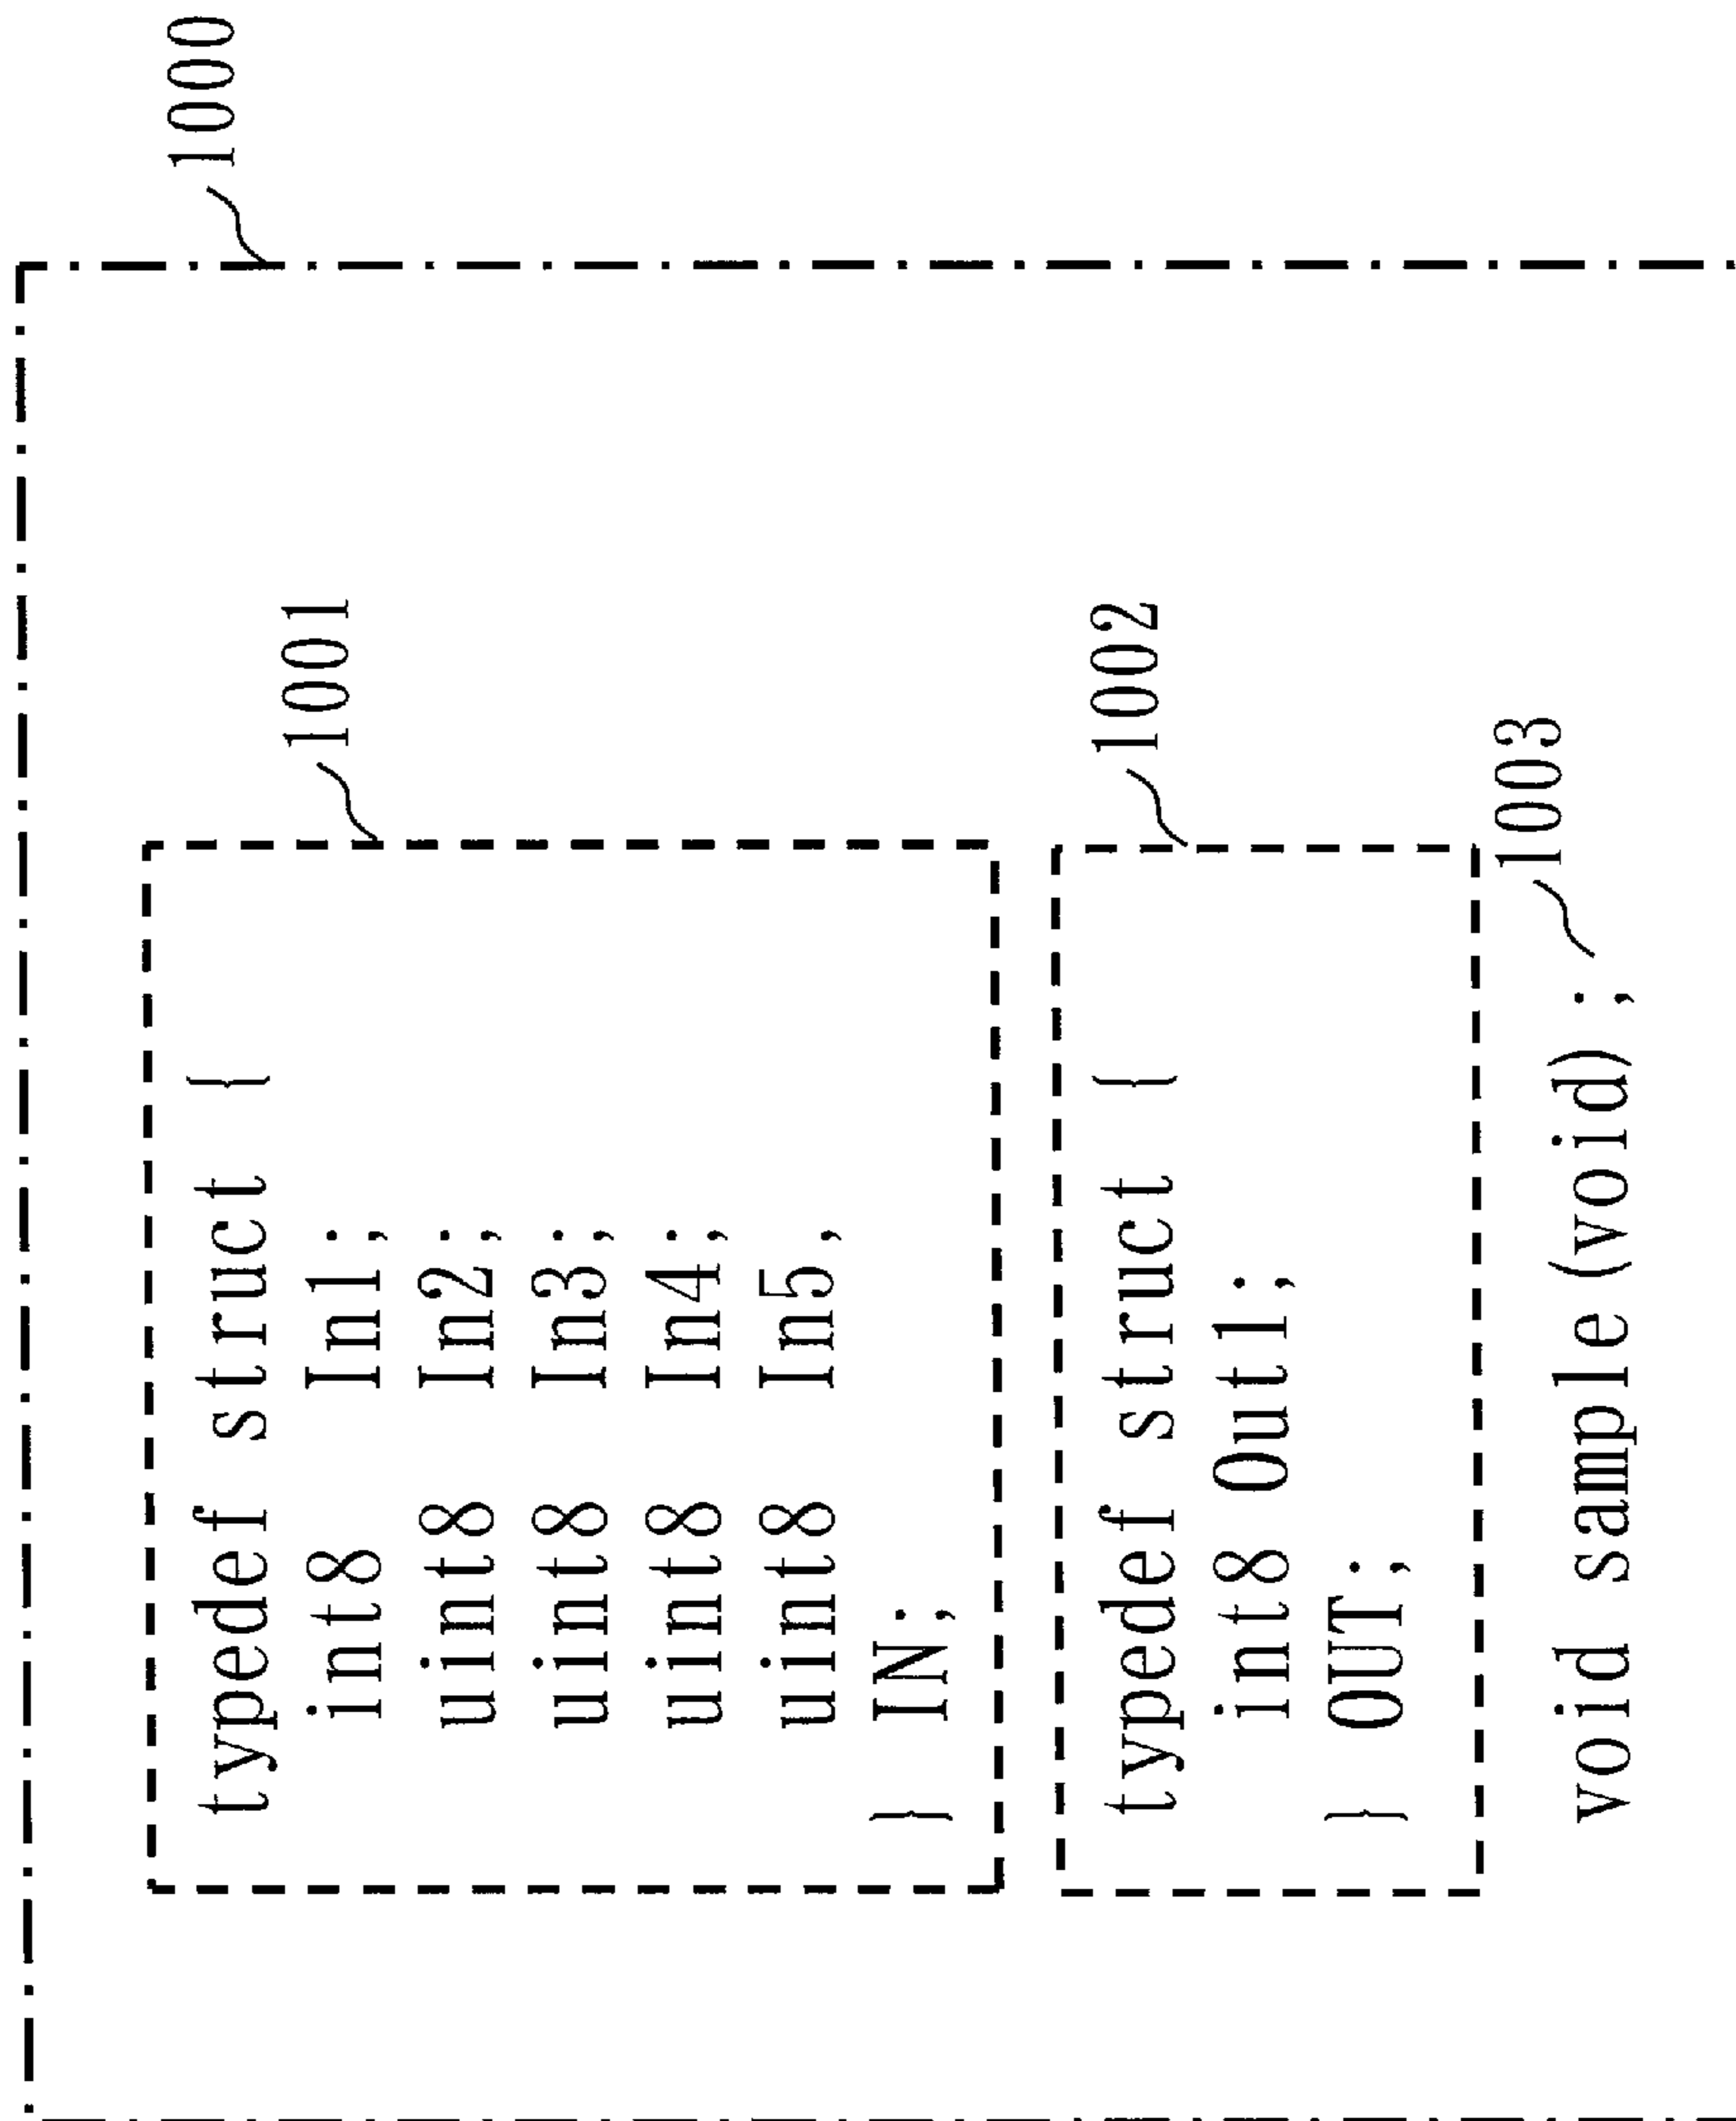 1000
1001
typedef struct {
int8 In1;
uint8 In2;
uint8 In3;
uint8 In4;
uint8 In5;
} IN;
1002
typedef struct {
int8 Out1;
} OUT;
1003
void sample (void);